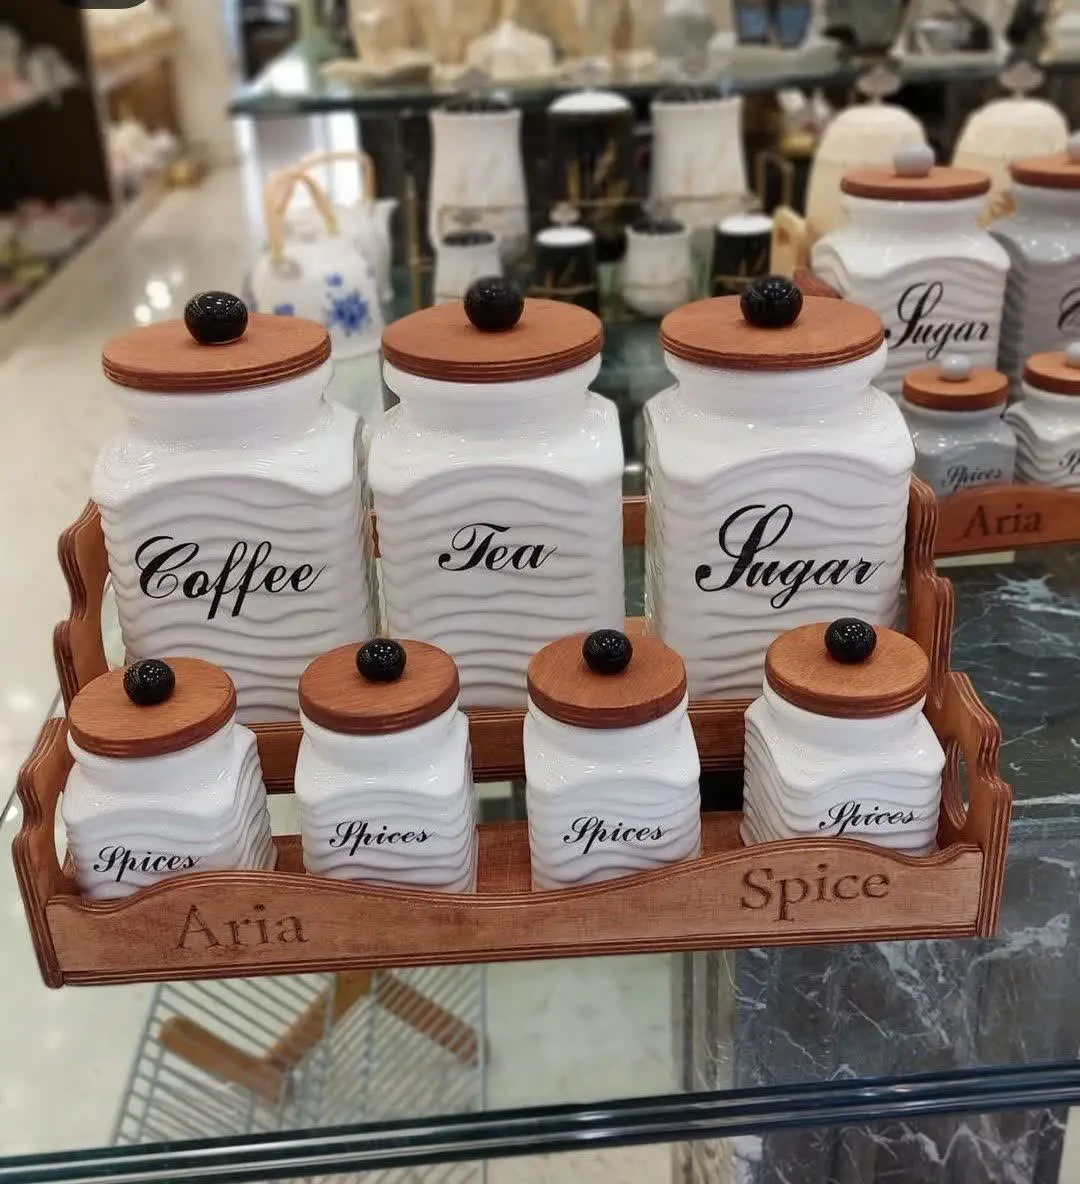 Coffee
Tea
Sugar
Spices
Spices
Spices
Spices
Aria
Spice
Sugar
Spices
Aria